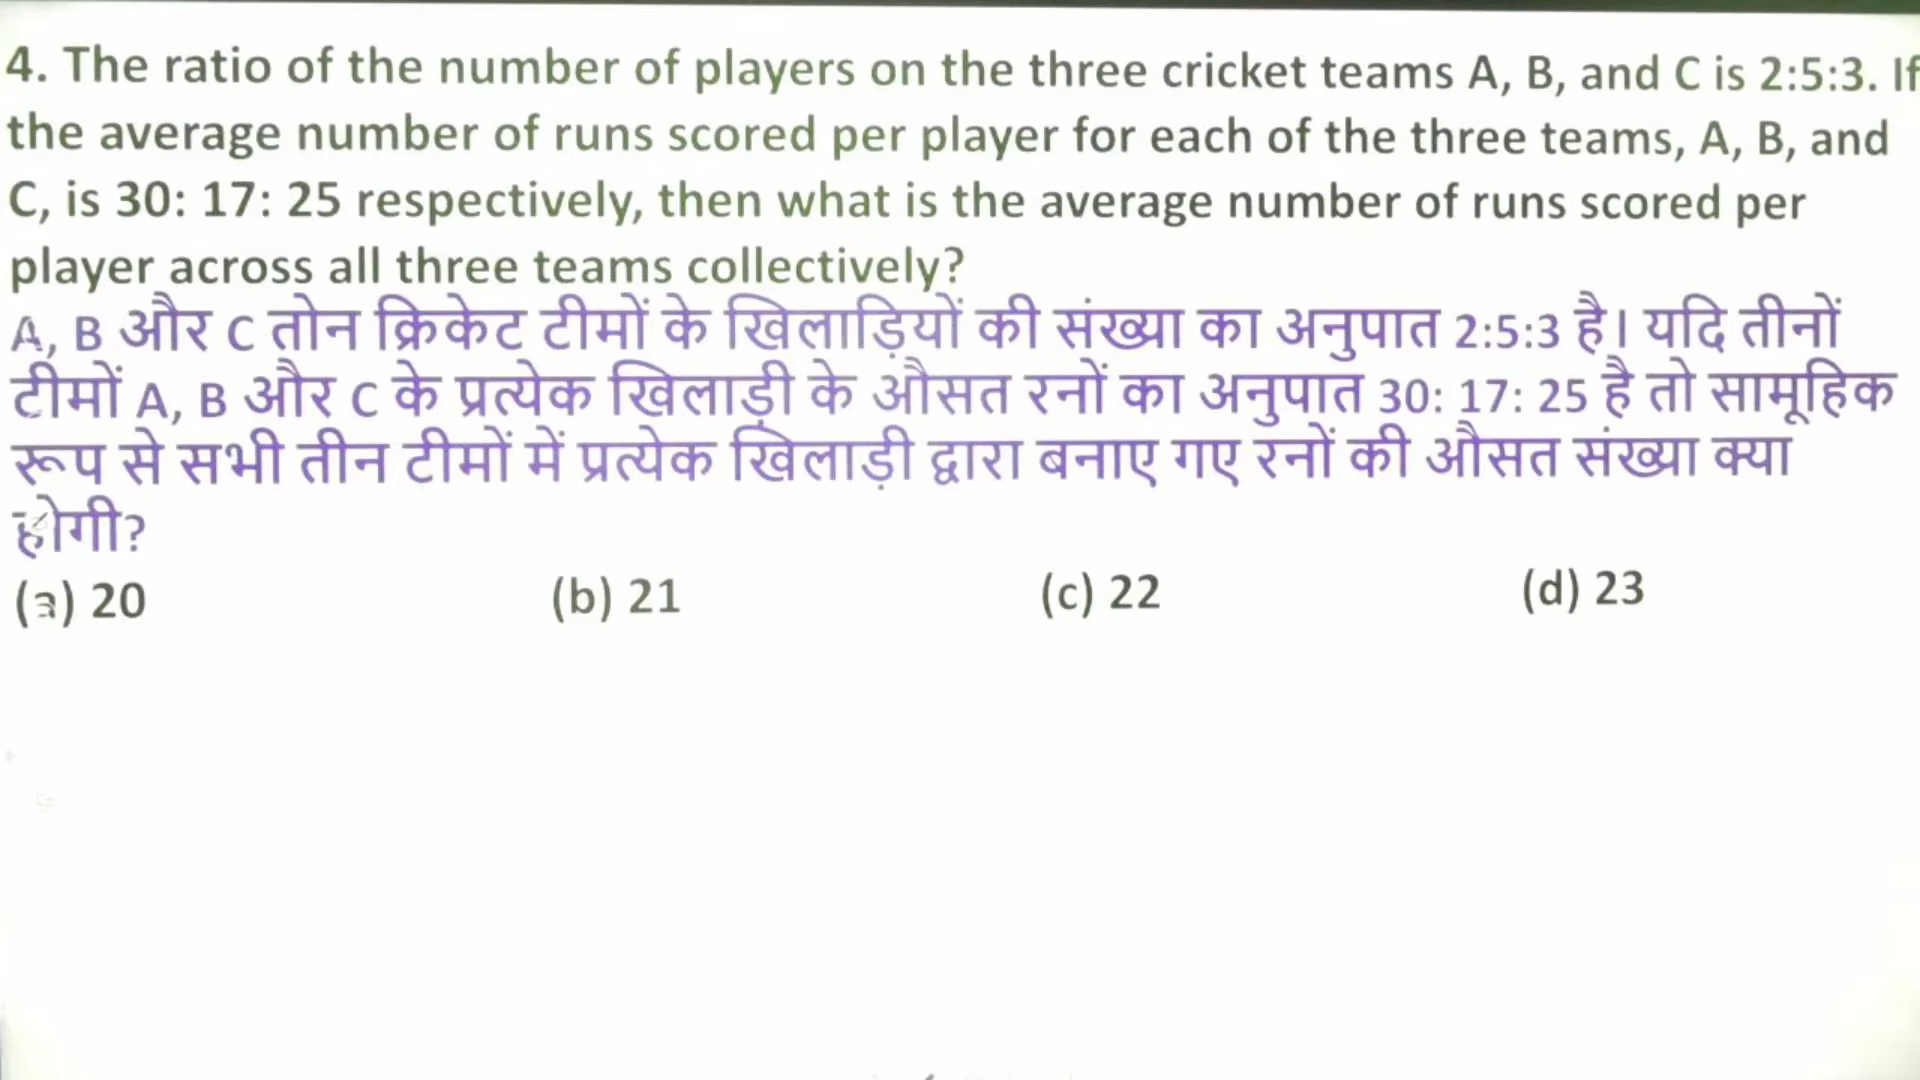 4. The ratio of the number of players on the three cricket teams A, B, and C is 2:5:3. If
the average number of runs scored per player for each of the three teams, A, B, and
C, is 30: 17: 25 respectively, then what is the average number of runs scored per
player across all three teams collectively?
A, B और C तोन क्रिकेट टीमों के खिलाड़ियों की संख्या का अनुपात 2:5:3 है। यदि तीनों
टीमों A, B और C के प्रत्येक खिलाड़ी के औसत रनों का अनुपात 30: 17: 25 है तो सामूहिक
रूप से सभी तीन टीमों में प्रत्येक खिलाड़ी द्वारा बनाए गए रनों की औसत संख्या क्या
होगी?
(a) 20 (b) 21 (c) 22 (d) 23